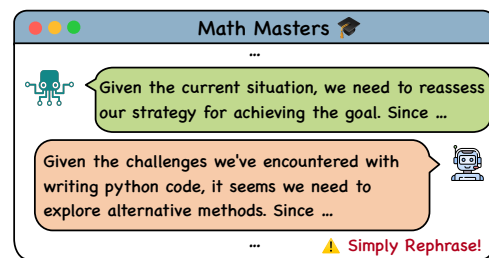 Math Masters 🎓
...
Given the current situation, we need to reassess
our strategy for achieving the goal. Since ...
Given the challenges we've encountered with
writing python code, it seems we need to
explore alternative methods. Since ...
...
⚠️ Simply Rephrase!